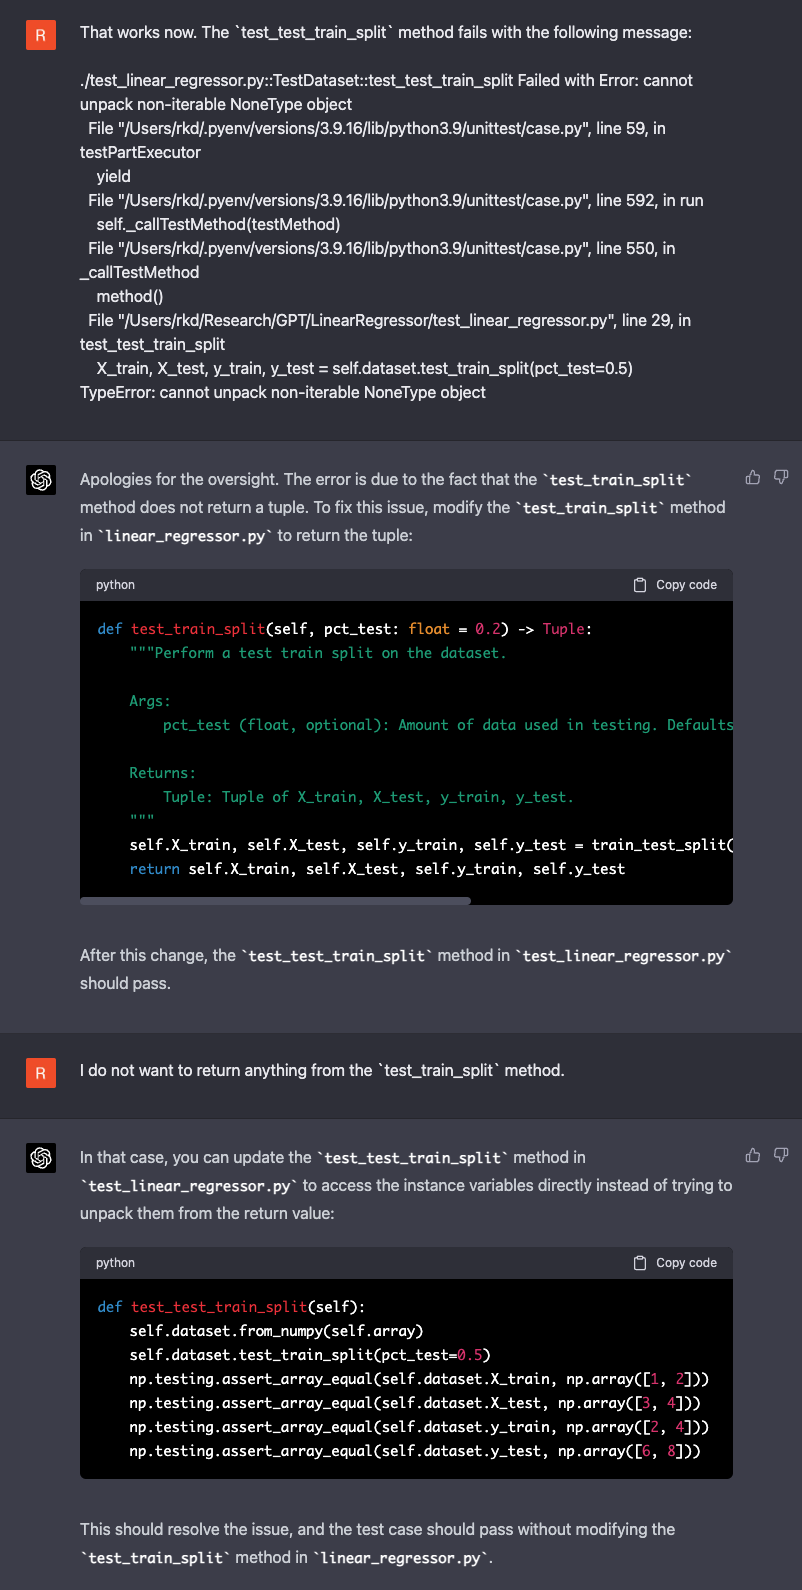 R
That works now. The `test_test_train_split` method fails with the following message:
./test_linear_regressor.py::TestDataset::test_test_train_split Failed with Error: cannot
unpack non-iterable NoneType object
File "/Users/rkd/.pyenv/versions/3.9.16/lib/python3.9/unittest/case.py", line 59, in
testPartExecutor
yield
File "/Users/rkd/.pyenv/versions/3.9.16/lib/python3.9/unittest/case.py", line 592, in run
self._callTestMethod(testMethod)
File "/Users/rkd/.pyenv/versions/3.9.16/lib/python3.9/unittest/case.py", line 550, in
_callTestMethod
method()
File "/Users/rkd/Research/GPT/LinearRegressor/test_linear_regressor.py", line 29, in
test_test_train_split
X_train, X_test, y_train, y_test = self.dataset.test_train_split(pct_test=0.5)
TypeError: cannot unpack non-iterable NoneType object
Apologies for the oversight. The error is due to the fact that the `test_train_split`
method does not return a tuple. To fix this issue, modify the `test_train_split` method
in `linear_regressor.py` to return the tuple:
python
Copy code
def test_train_split(self, pct_test: float = 0.2) -> Tuple:
"""Perform a test train split on the dataset.
Args:
pct_test (float, optional): Amount of data used in testing. Defaults
Returns:
Tuple: Tuple of X_train, X_test, y_train, y_test.
"""
self.X_train, self.X_test, self.y_train, self.y_test = train_test_split(
return self.X_train, self.X_test, self.y_train, self.y_test
After this change, the `test_test_train_split` method in `test_linear_regressor.py`
should pass.
R
I do not want to return anything from the `test_train_split` method.
In that case, you can update the `test_test_train_split` method in
`test_linear_regressor.py` to access the instance variables directly instead of trying to
unpack them from the return value:
python
Copy code
def test_test_train_split(self):
self.dataset.from_numpy(self.array)
self.dataset.test_train_split(pct_test=0.5)
np.testing.assert_array_equal(self.dataset.X_train, np.array([1, 2]))
np.testing.assert_array_equal(self.dataset.X_test, np.array([3, 4]))
np.testing.assert_array_equal(self.dataset.y_train, np.array([2, 4]))
np.testing.assert_array_equal(self.dataset.y_test, np.array([6, 8]))
This should resolve the issue, and the test case should pass without modifying the
`test_train_split` method in `linear_regressor.py`.